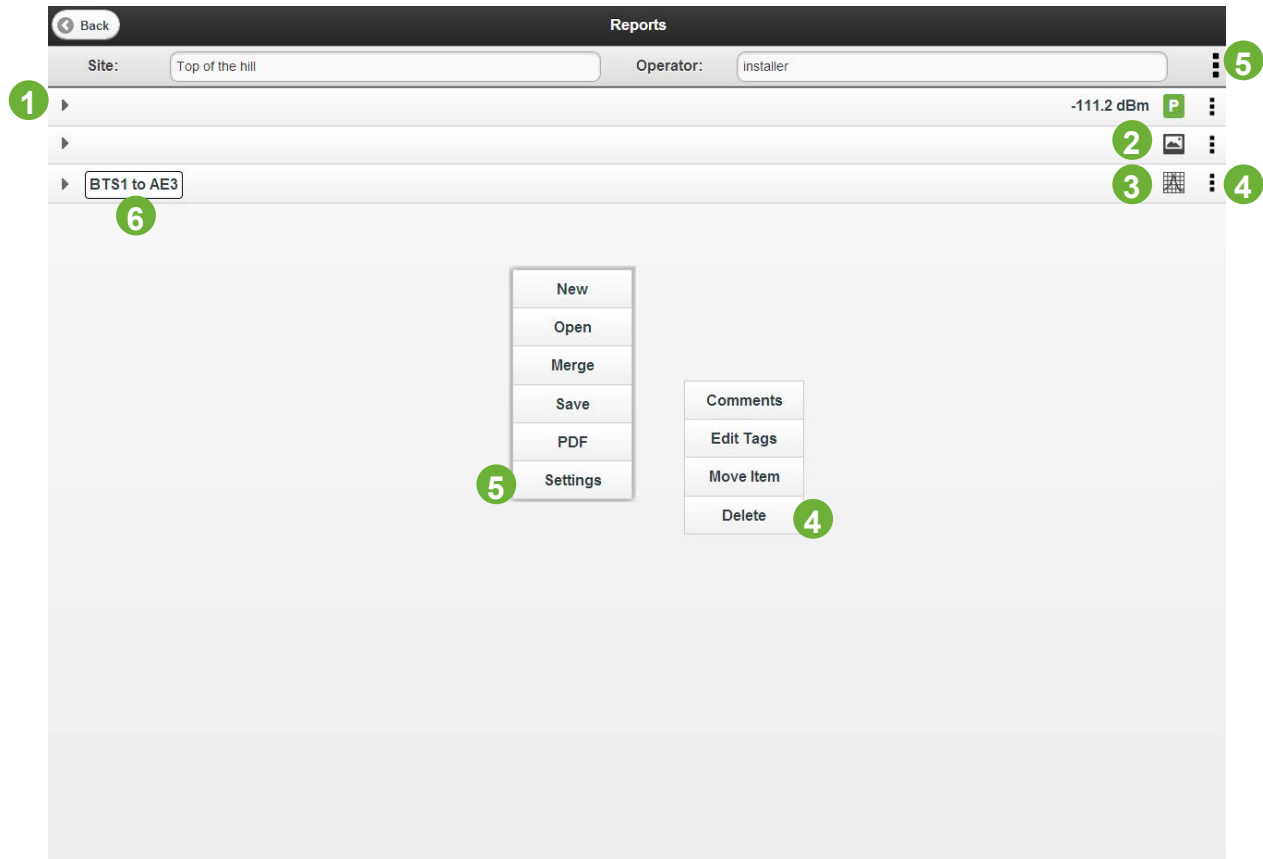 Back Reports
Site: Top of the hill Operator: installer 5
1 -111.2 dBm P
2
BTS1 to AE3 3 4
6
New
Open
Merge
Save
PDF
5 Settings
Comments
Edit Tags
Move Item
Delete 4